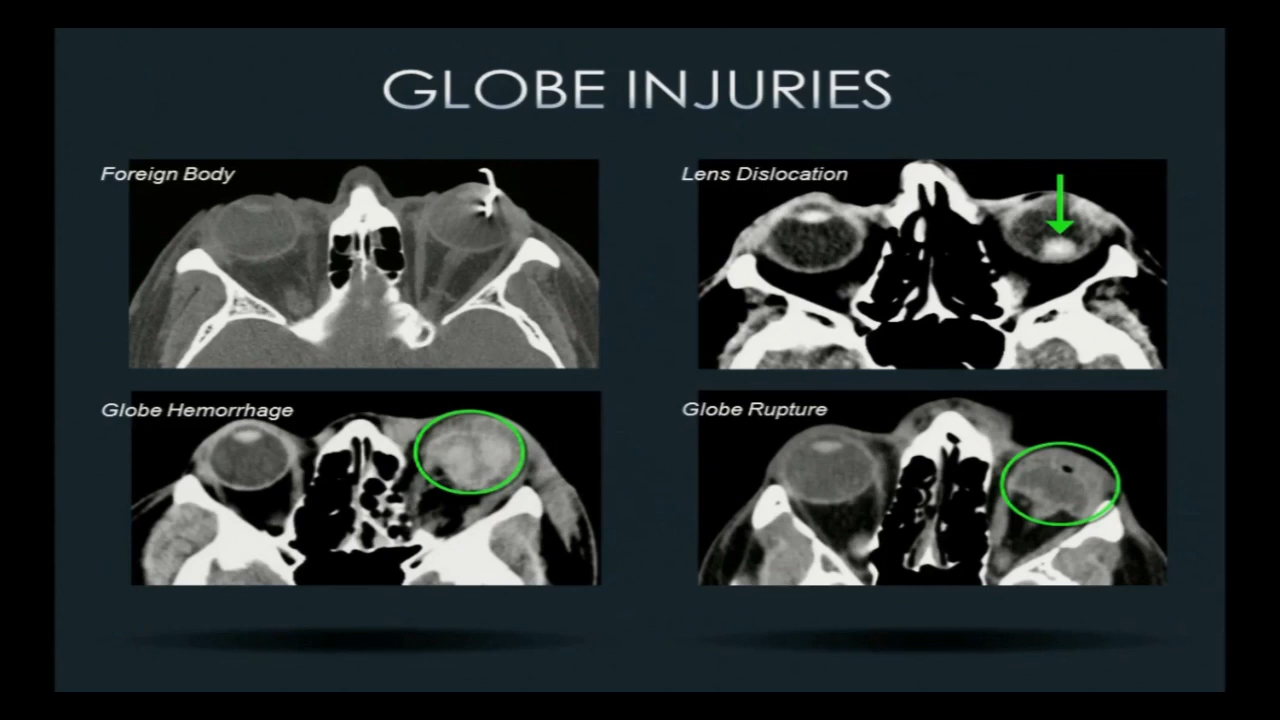 GLOBE INJURIES
Foreign Body
Lens Dislocation
Globe Hemorrhage
Globe Rupture